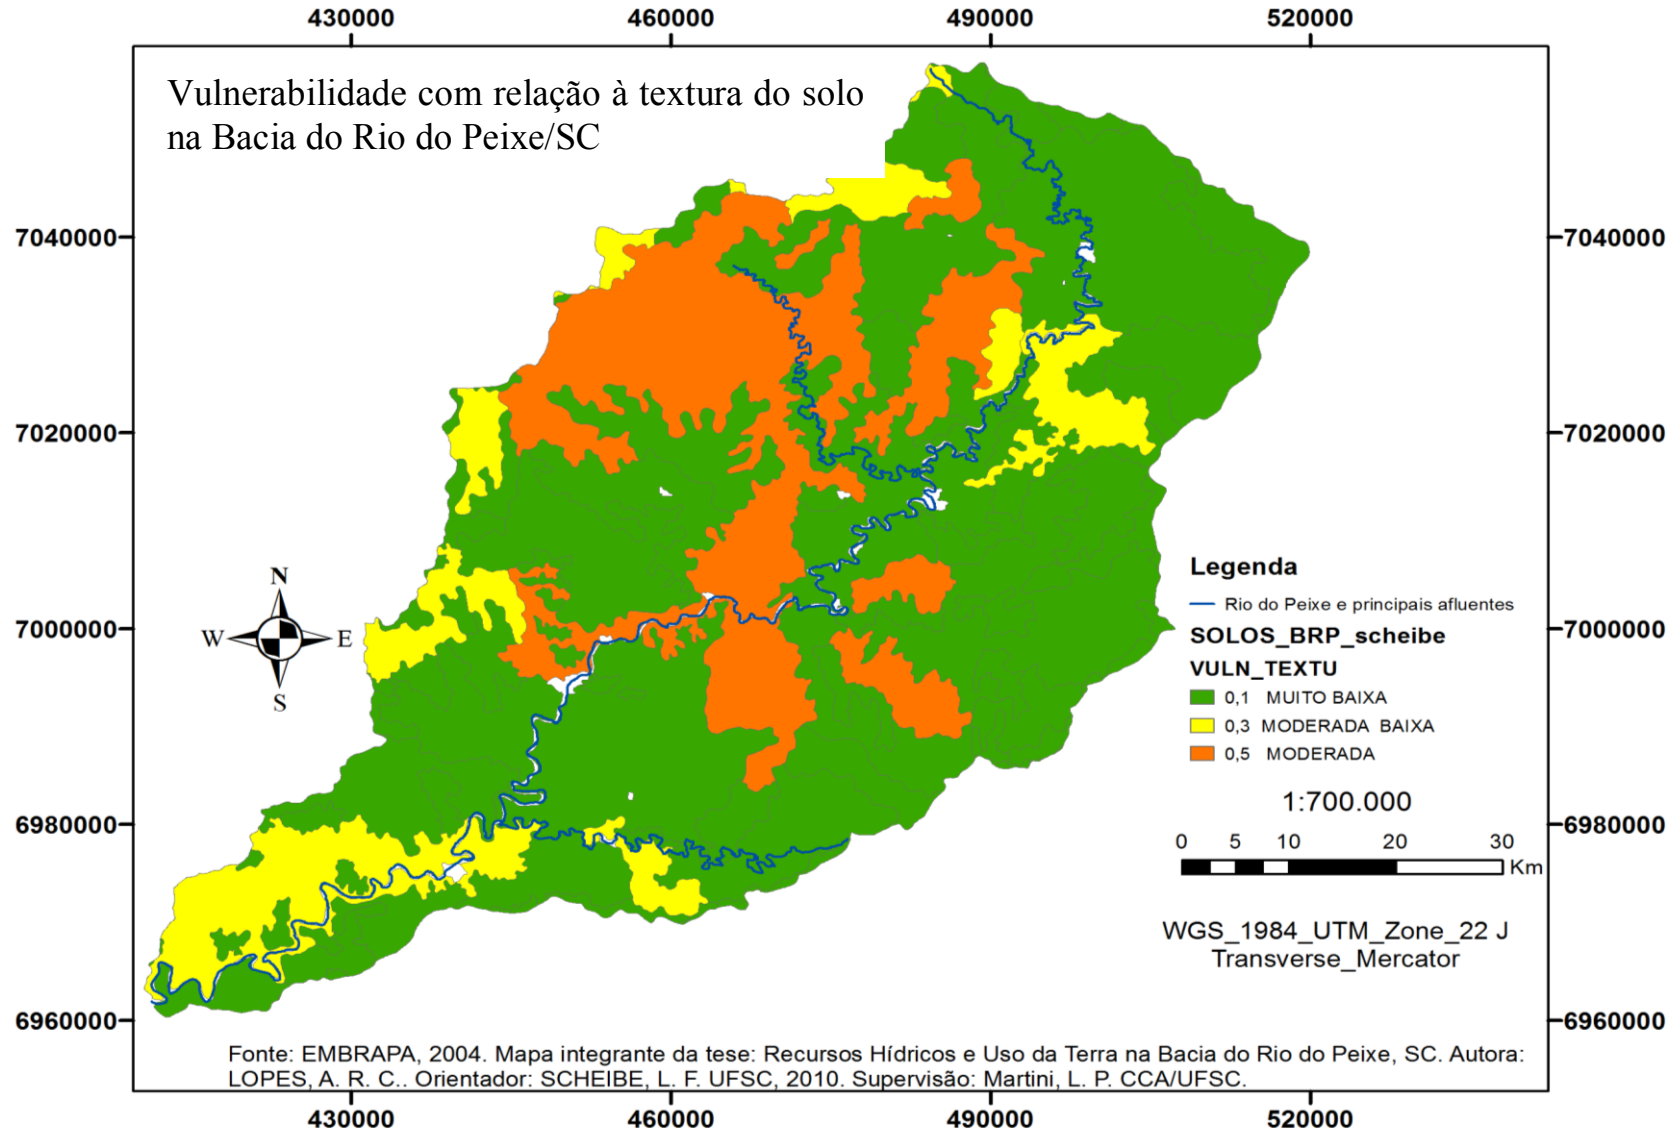 430000 460000 490000 520000
Vulnerabilidade com relação à textura do solo
na Bacia do Rio do Peixe/SC
7040000 7040000
7020000 7020000
7000000 7000000
6980000 6980000
6960000 6960000
N
W E
S
Legenda
Rio do Peixe e principais afluentes
SOLOS_BRP_scheibe
VULN_TEXTU
0,1 MUITO BAIXA
0,3 MODERADA BAIXA
0,5 MODERADA
1:700.000
0 5 10 20 30
Km
WGS_1984_UTM_Zone_22 J
Transverse_Mercator
Fonte: EMBRAPA, 2004. Mapa integrante da tese: Recursos Hídricos e Uso da Terra na Bacia do Rio do Peixe, SC. Autora:
LOPES, A. R. C.. Orientador: SCHEIBE, L. F. UFSC, 2010. Supervisão: Martini, L. P. CCA/UFSC.
430000 460000 490000 520000